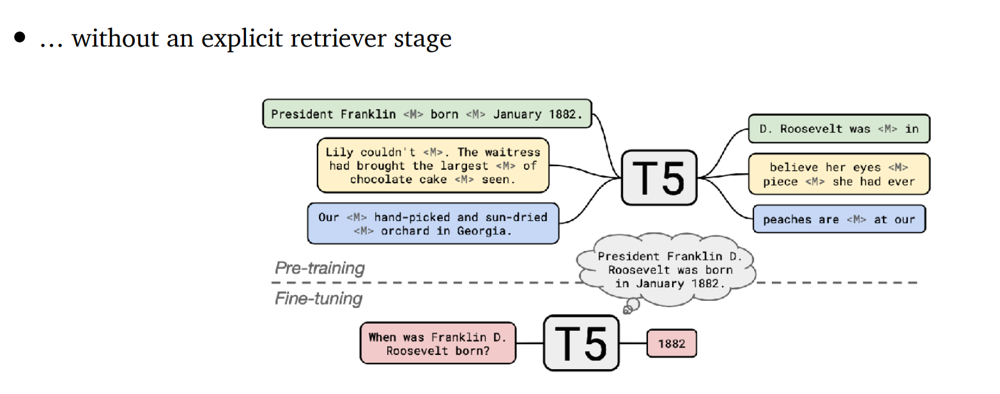 • … without an explicit retriever stage
President Franklin <M> born <M> January 1882.
Lily couldn't <M>. The waitress
had brought the largest <M> of
chocolate cake <M> seen.
Our <M> hand-picked and sun-dried
<M> orchard in Georgia.
T5
D. Roosevelt was <M> in
believe her eyes <M>
piece <M> she had ever
peaches are <M> at our
Pre-training
President Franklin D.
Roosevelt was born
in January 1882.
Fine-tuning
When was Franklin D.
Roosevelt born?
T5
1882